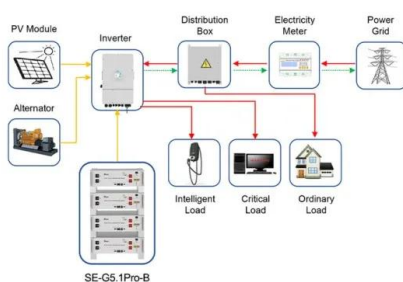 PV Module
Inverter
Distribution
Box
Electricity
Meter
Power
Grid
Alternator
Intelligent
Load
Critical
Load
Ordinary
Load
SE-G5.1Pro-B